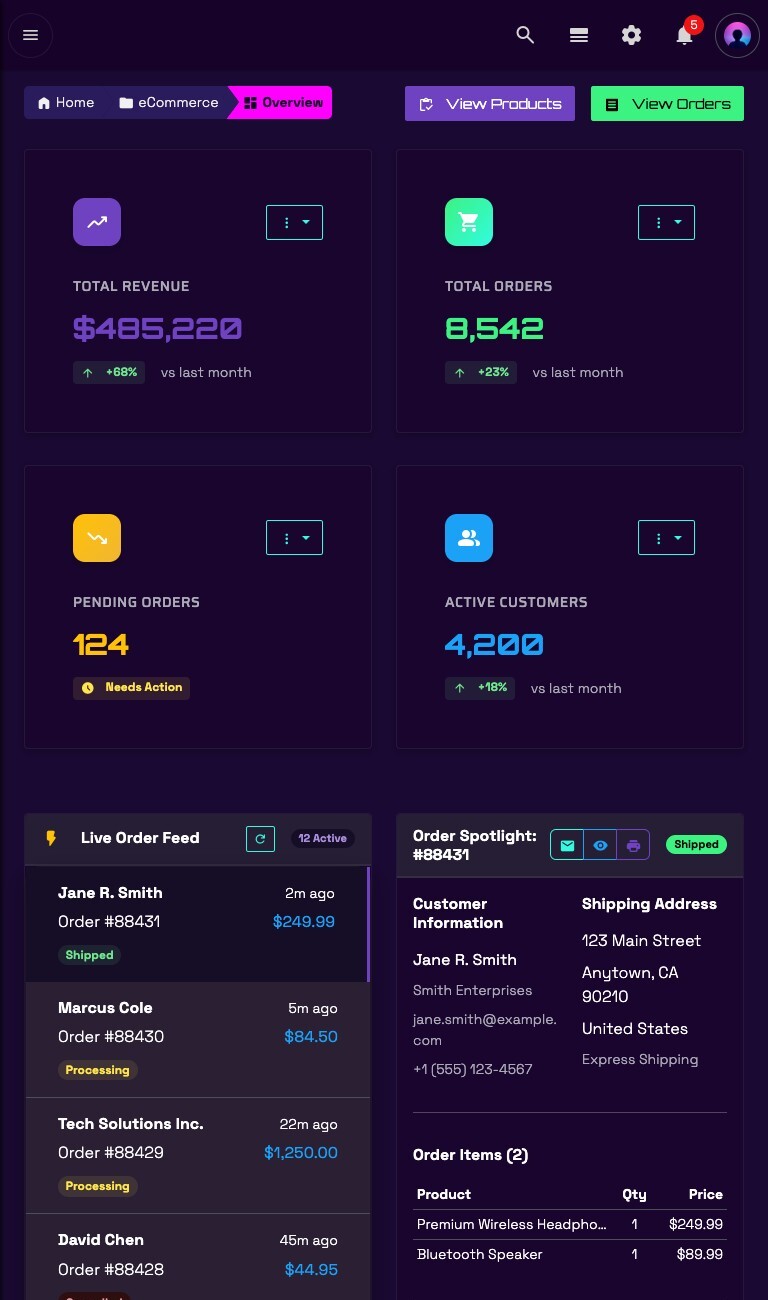 5
Home
eCommerce
Overview
View Products
View Orders
TOTAL REVENUE
$485,220
+68% vs last month
TOTAL ORDERS
8,542
+23% vs last month
PENDING ORDERS
124
Needs Action
ACTIVE CUSTOMERS
4,200
+18% vs last month
Live Order Feed
12 Active
Jane R. Smith 2m ago
Order #88431 $249.99
Shipped
Marcus Cole 5m ago
Order #88430 $84.50
Processing
Tech Solutions Inc. 22m ago
Order #88429 $1,250.00
Processing
David Chen 45m ago
Order #88428 $44.95
Order Spotlight:
#88431
Shipped
Customer
Information
Jane R. Smith
Smith Enterprises
jane.smith@example.
com
+1 (555) 123-4567
Shipping Address
123 Main Street
Anytown, CA
90210
United States
Express Shipping
Order Items (2)
Product Qty Price
Premium Wireless Headpho... 1 $249.99
Bluetooth Speaker 1 $89.99